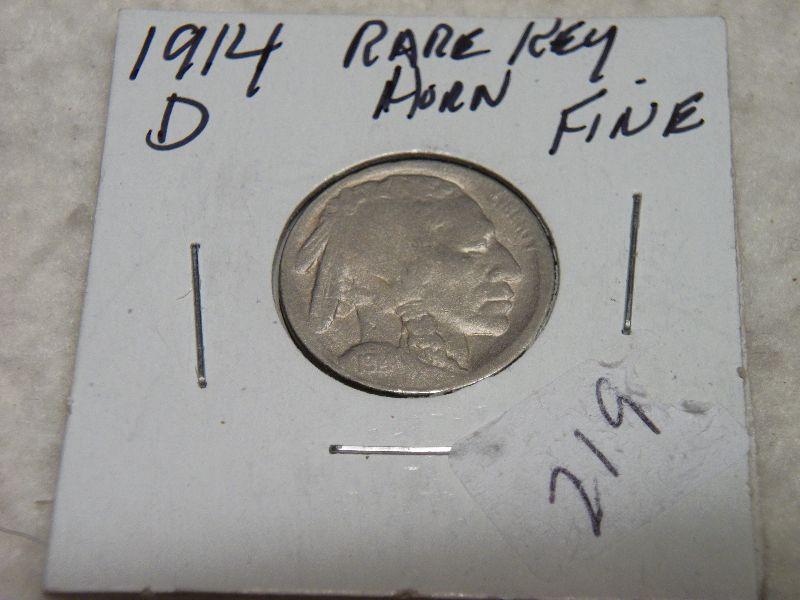 1914 RARE KEY
D HORN FINE
LIBERTY
219